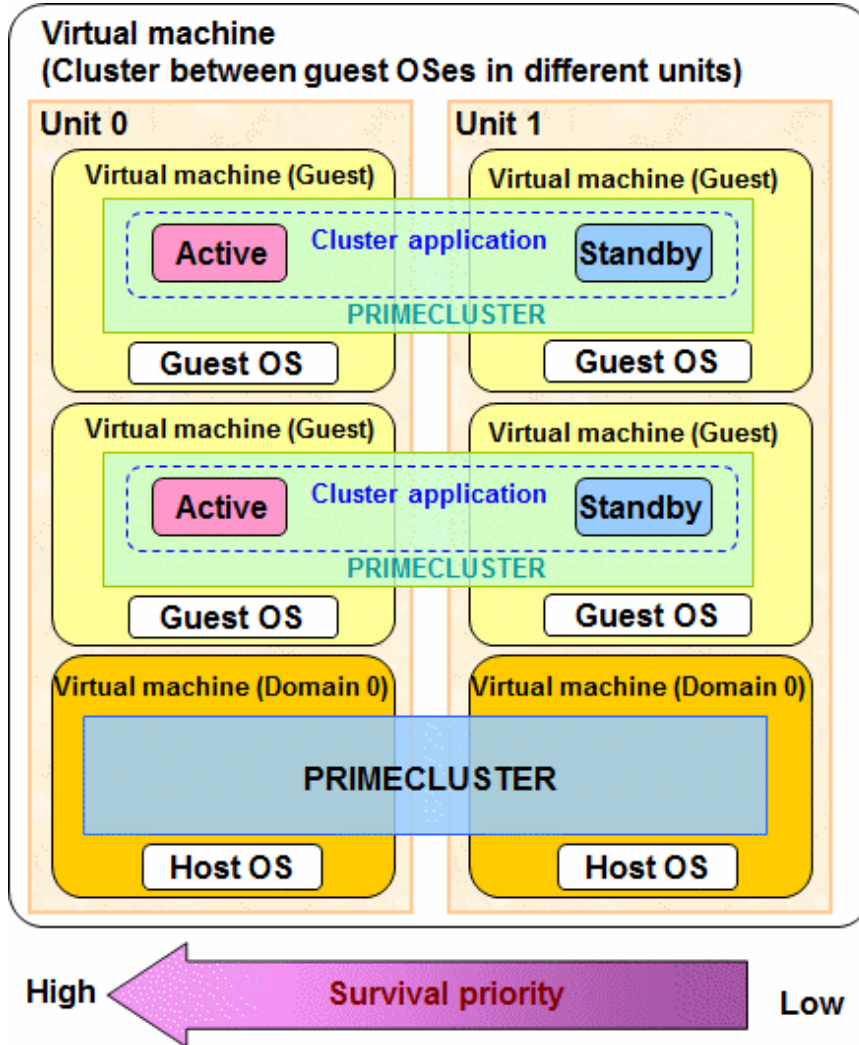 Virtual machine
(Cluster between guest OSes in different units)
Unit 0
Unit 1
Virtual machine (Guest)
Virtual machine (Guest)
Active
Cluster application
Standby
PRIMECLUSTER
Guest OS
Guest OS
Virtual machine (Guest)
Virtual machine (Guest)
Active
Cluster application
Standby
PRIMECLUSTER
Guest OS
Guest OS
Virtual machine (Domain 0)
Virtual machine (Domain 0)
PRIMECLUSTER
Host OS
Host OS
High
Survival priority
Low